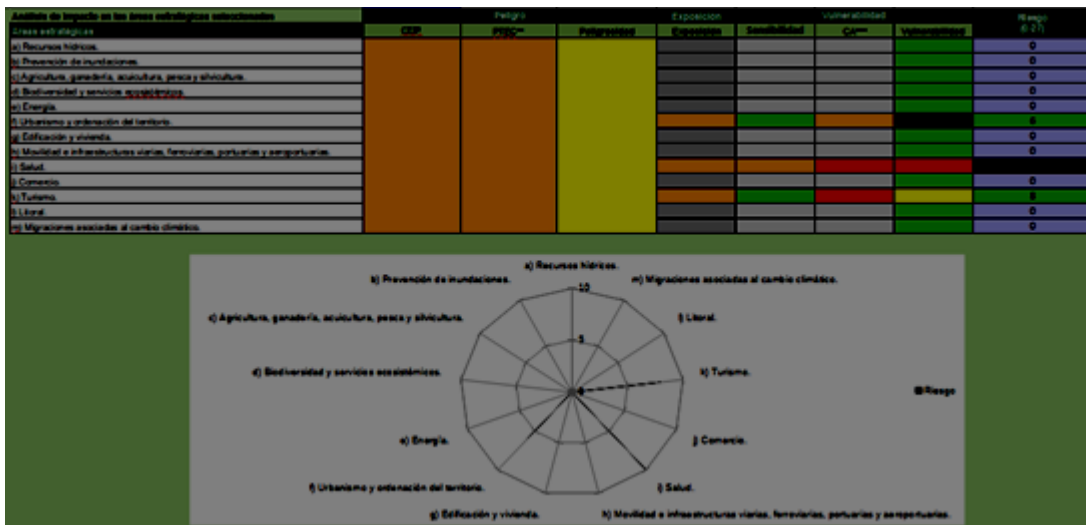 Análisis de impacto en las áreas estratégicas seleccionadas
Peligro
Exposición
Vulnerabilidad
Riesgo
(0-27)
Áreas estratégicas
Exposición
Sensibilidad
CA***
Vulnerabilidad
a) Recursos hídricos. 0
b) Prevención de inundaciones. 0
c) Agricultura, ganadería, acuicultura, pesca y silvicultura. 0
d) Biodiversidad y servicios ecosistémicos. 0
e) Energía. 0
f) Urbanismo y ordenación del territorio. 6
g) Edificación y vivienda. 0
h) Movilidad e infraestructuras viarias, ferroviarias, portuarias y aeroportuarias. 0
i) Salud.
j) Comercio. 0
k) Turismo. 8
l) Litoral. 0
m) Migraciones asociadas al cambio climático. 0
a) Recursos hídricos.
b) Prevención de inundaciones.
m) Migraciones asociadas al cambio climático.
10
c) Agricultura, ganadería, acuicultura, pesca y silvicultura.
l) Litoral.
5
d) Biodiversidad y servicios ecosistémicos.
k) Turismo.
Riesgo
e) Energía.
j) Comercio.
f) Urbanismo y ordenación del territorio.
i) Salud.
g) Edificación y vivienda.
h) Movilidad e infraestructuras viarias, ferroviarias, portuarias y aeroportuarias.